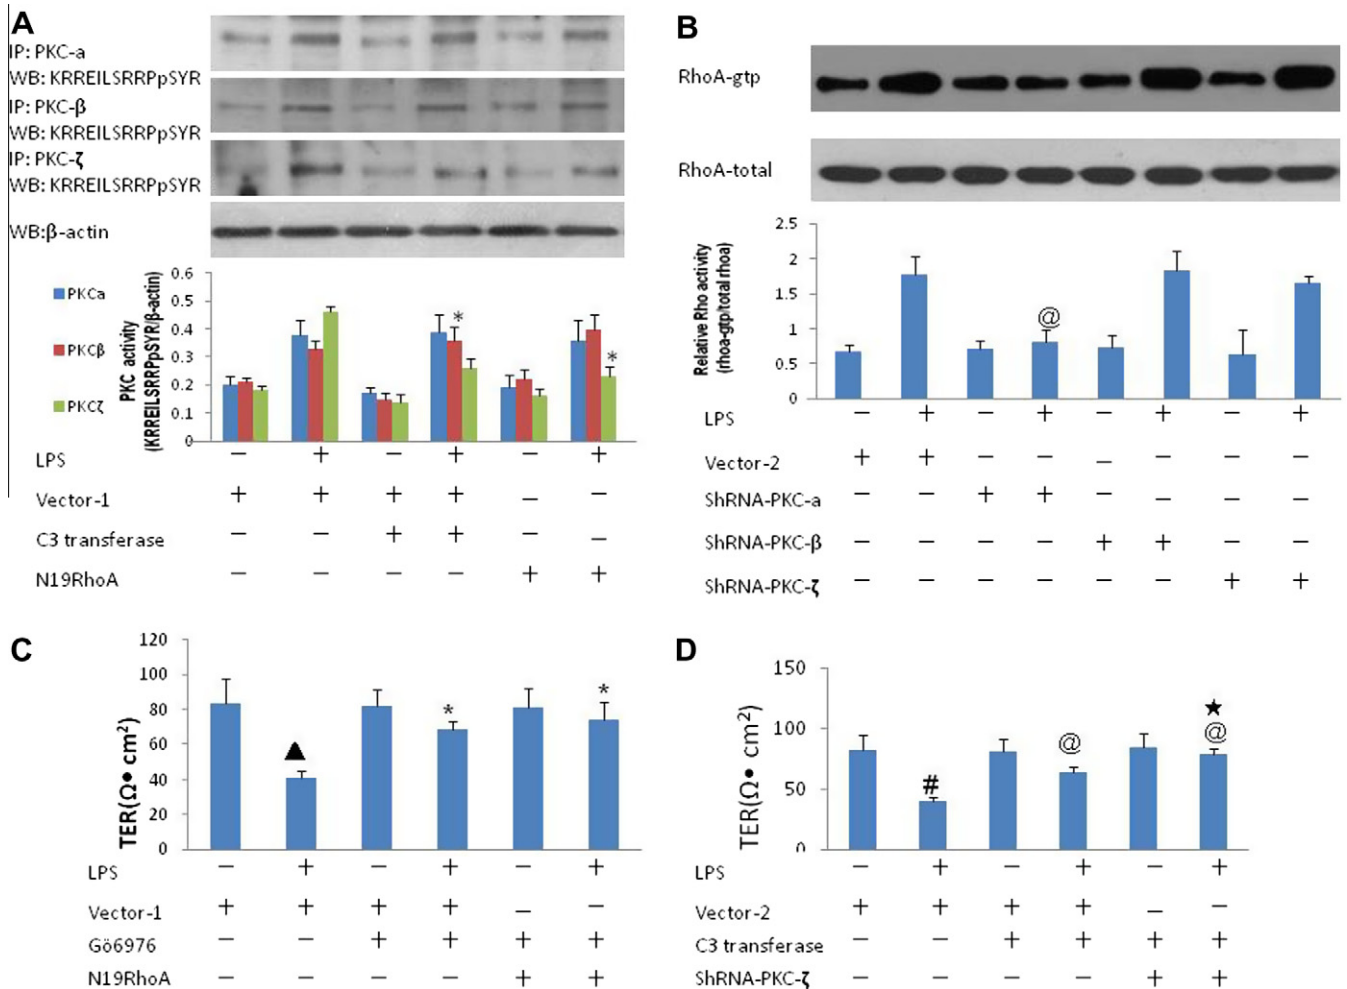 A
IP: PKC-a
WB: KRREILSRRPpSYR
IP: PKC-β
WB: KRREILSRRPpSYR
IP: PKC-ζ
WB: KRREILSRRPpSYR
WB:β-actin
PKCa
PKCβ
PKCζ
PKC activity
(KRREILSRRPpSYR/β-actin)
0.6
0.5
0.4
0.3
0.2
0.1
0
* *
LPS − + − + − +
Vector-1 + + + + − −
C3 transferase − − + + − −
N19RhoA − − − − + +
B
RhoA-gtp
RhoA-total
Relative Rho activity
(rhoa-gtp/total rhoa)
2.5
2
1.5
1
0.5
0
@
LPS − + − + − + − +
Vector-2 + + − − − − − −
ShRNA-PKC-a − − + + − − − −
ShRNA-PKC-β − − − − + + − −
ShRNA-PKC-ζ − − − − − − + +
C
TER(Ω• cm²)
120
100
80
60
40
20
0
▲ * *
LPS − + − + − +
Vector-1 + + + + − −
Gö6976 − − + + + +
N19RhoA − − − − + +
D
TER(Ω• cm²)
150
100
50
0
# @ ★ @
LPS − + − + − +
Vector-2 + + + + − −
C3 transferase − − + + + +
ShRNA-PKC-ζ − − − − + +